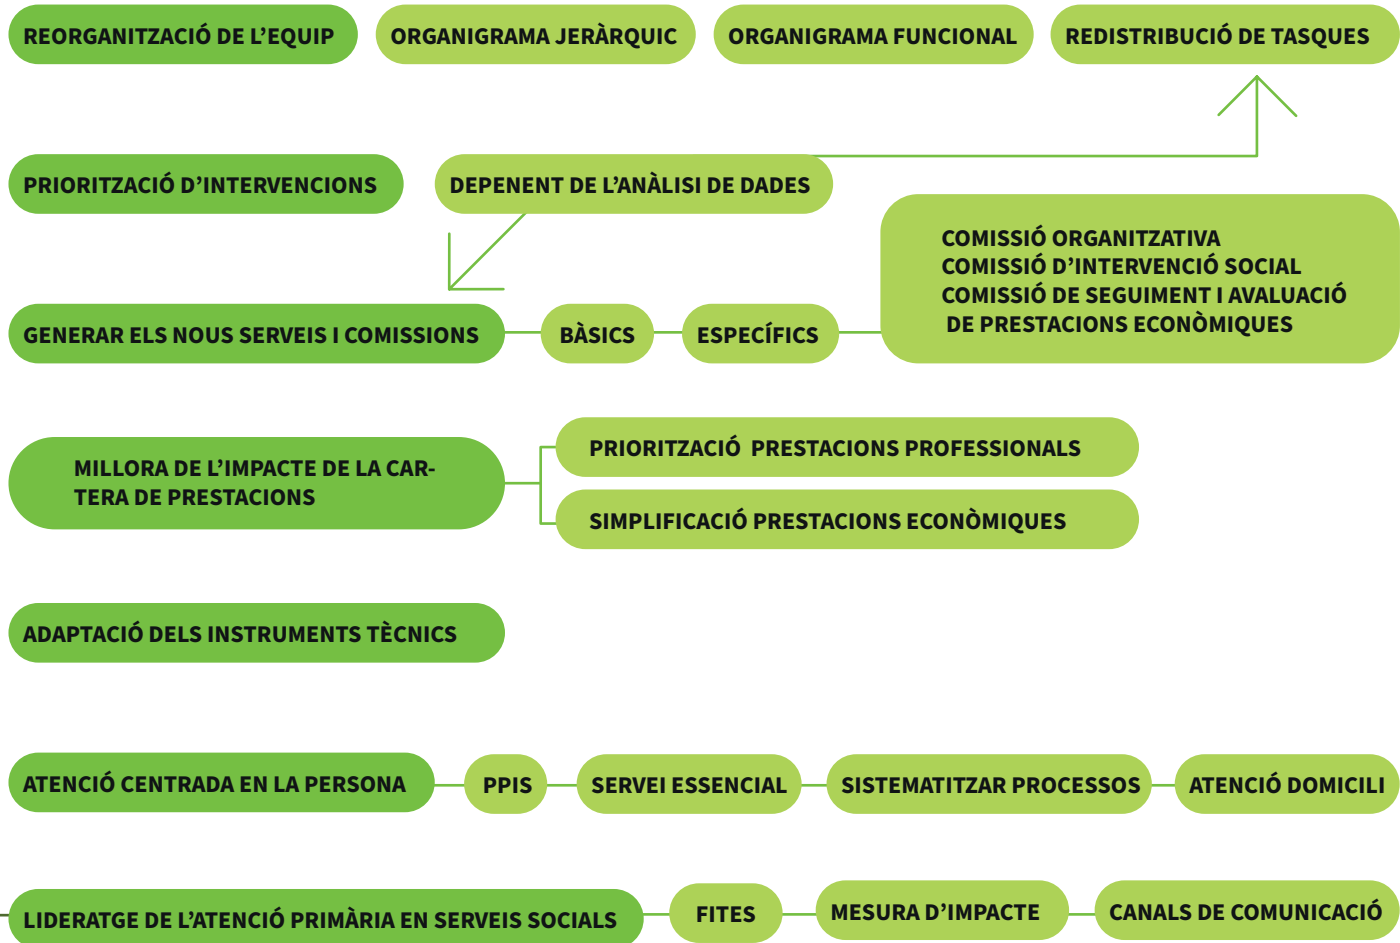 REORGANITZACIÓ DE L'EQUIP
ORGANIGRAMA JERÀRQUIC
ORGANIGRAMA FUNCIONAL
REDISTRIBUCIÓ DE TASQUES
PRIORITZACIÓ D'INTERVENCIONS
DEPENENT DE L'ANÀLISI DE DADES
COMISSIÓ ORGANITZATIVA
COMISSIÓ D'INTERVENCIÓ SOCIAL
COMISSIÓ DE SEGUIMENT I AVALUACIÓ
DE PRESTACIONS ECONÒMIQUES
GENERAR ELS NOUS SERVEIS I COMISSIONS
BÀSICS
ESPECÍFICS
MILLORA DE L'IMPACTE DE LA CAR-
TERA DE PRESTACIONS
PRIORITZACIÓ PRESTACIONS PROFESSIONALS
SIMPLIFICACIÓ PRESTACIONS ECONÒMIQUES
ADAPTACIÓ DELS INSTRUMENTS TÈCNICS
ATENCIÓ CENTRADA EN LA PERSONA
PPIS
SERVEI ESSENCIAL
SISTEMATITZAR PROCESSOS
ATENCIÓ DOMICILI
LIDERATGE DE L'ATENCIÓ PRIMÀRIA EN SERVEIS SOCIALS
FITES
MESURA D'IMPACTE
CANALS DE COMUNICACIÓ